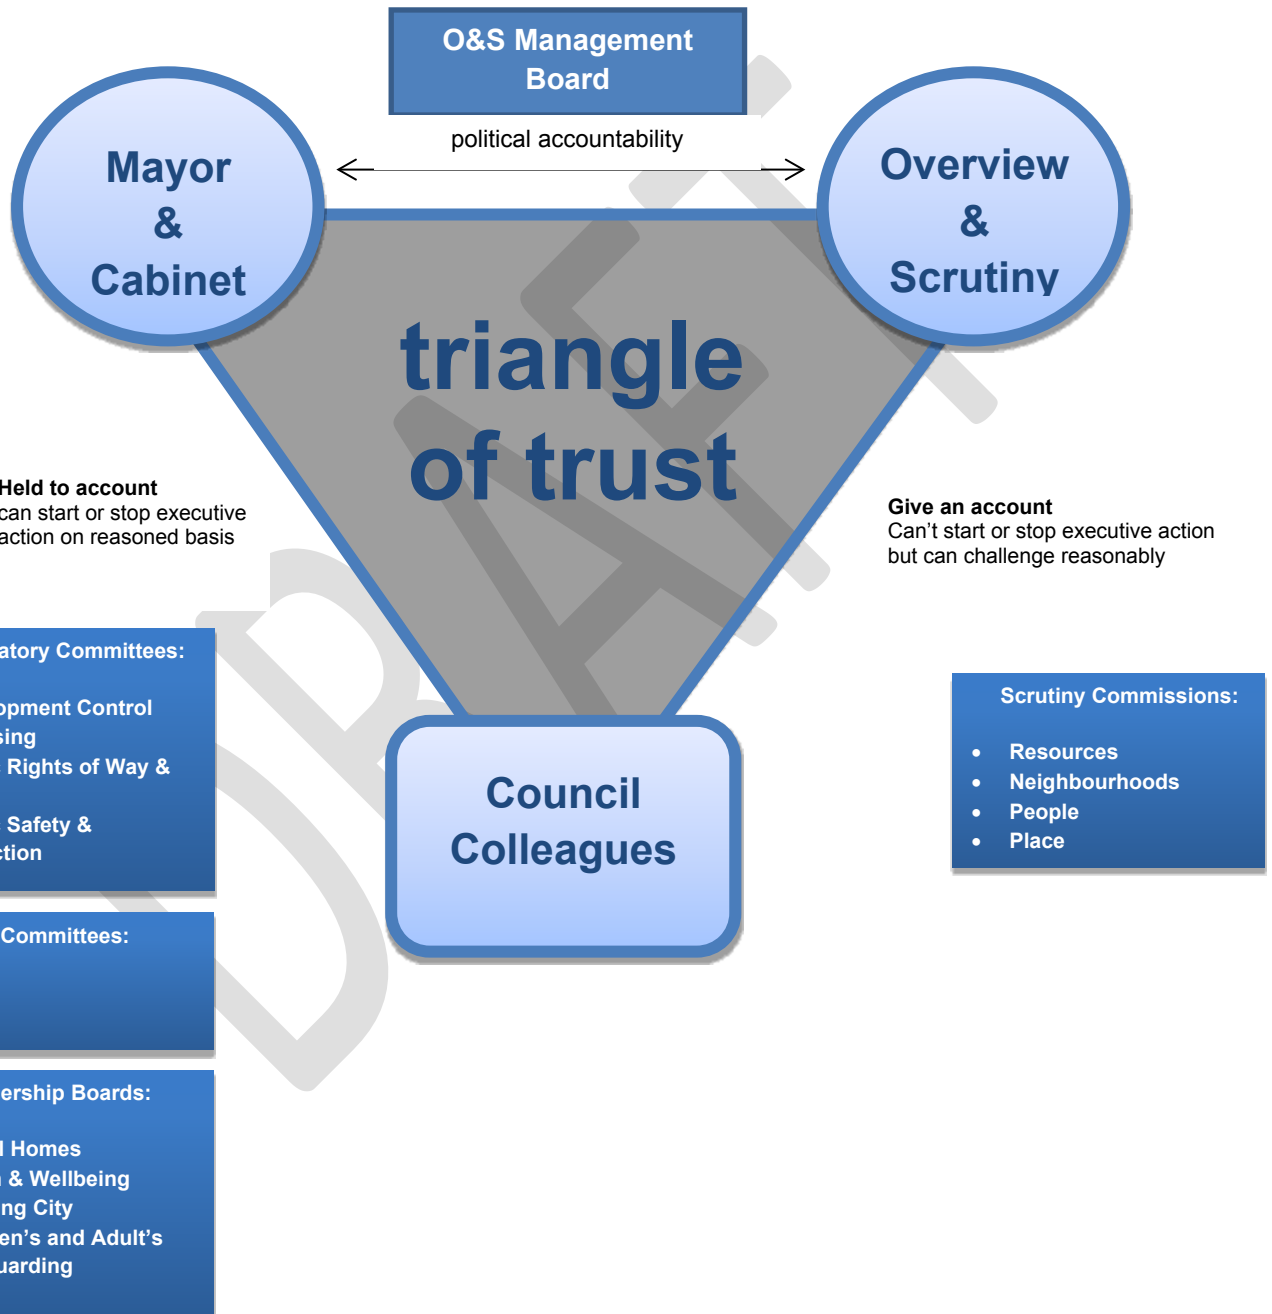 O&S Management
Board
political accountability
Mayor
&
Cabinet
Overview
&
Scrutiny
triangle
of trust
Held to account
can start or stop executive
action on reasoned basis
Give an account
Can't start or stop executive action
but can challenge reasonably
atory Committees:
opment Control
sing
Rights of Way &
Safety &
ction
Committees:
ership Boards:
Homes
& Wellbeing
ng City
en's and Adult's
uarding
Council
Colleagues
Scrutiny Commissions:
• Resources
• Neighbourhoods
• People
• Place
DRAFT